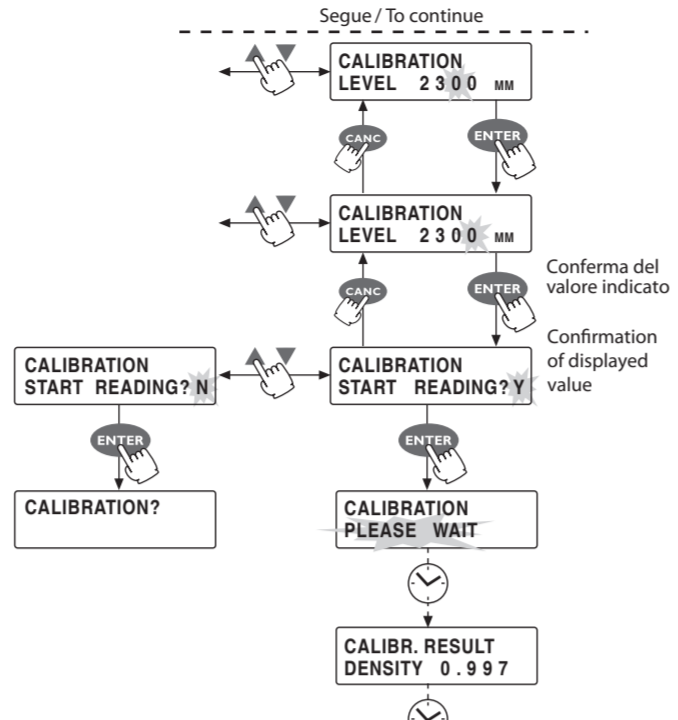 Segue / To continue
CALIBRATION
LEVEL 2300 MM
CANC
ENTER
CALIBRATION
LEVEL 2300 MM
CANC
ENTER
Conferma del
valore indicato
Confirmation
of displayed
value
CALIBRATION
START READING? N
CALIBRATION
START READING? Y
ENTER
ENTER
CALIBRATION?
CALIBRATION
PLEASE WAIT
CALIBR. RESULT
DENSITY 0.997